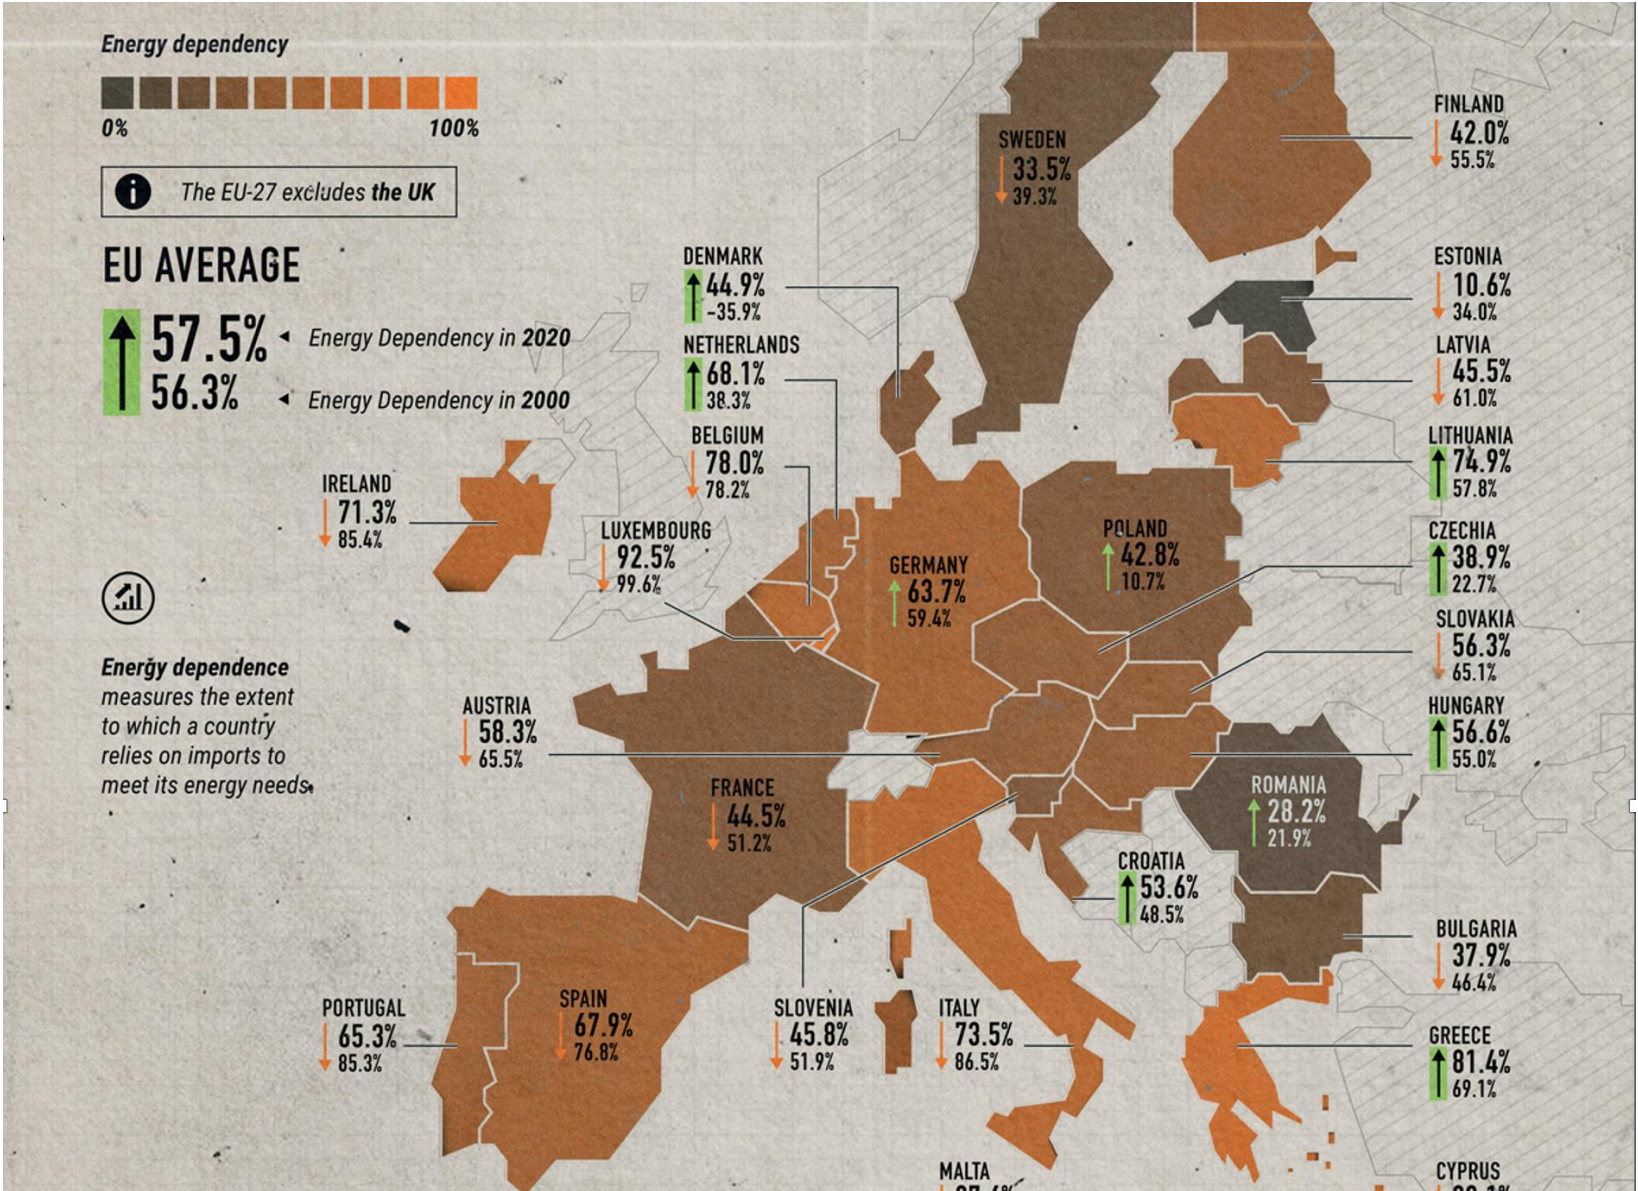 Energy dependency
0%
100%
The EU-27 excludes the UK
EU AVERAGE
57.5%
Energy Dependency in 2020
56.3%
Energy Dependency in 2000
Energy dependence
measures the extent
to which a country
relies on imports to
meet its energy needs.
SWEDEN
33.5%
39.3%
FINLAND
42.0%
55.5%
DENMARK
44.9%
-35.9%
ESTONIA
10.6%
34.0%
NETHERLANDS
68.1%
38.3%
LATVIA
45.5%
61.0%
BELGIUM
78.0%
78.2%
LITHUANIA
74.9%
57.8%
IRELAND
71.3%
85.4%
LUXEMBOURG
92.5%
99.6%
GERMANY
63.7%
59.4%
POLAND
42.8%
10.7%
CZECHIA
38.9%
22.7%
SLOVAKIA
56.3%
65.1%
AUSTRIA
58.3%
65.5%
HUNGARY
56.6%
55.0%
FRANCE
44.5%
51.2%
ROMANIA
28.2%
21.9%
CROATIA
53.6%
48.5%
BULGARIA
37.9%
46.4%
PORTUGAL
65.3%
85.3%
SPAIN
67.9%
76.8%
SLOVENIA
45.8%
51.9%
ITALY
73.5%
86.5%
GREECE
81.4%
69.1%
MALTA
CYPRUS